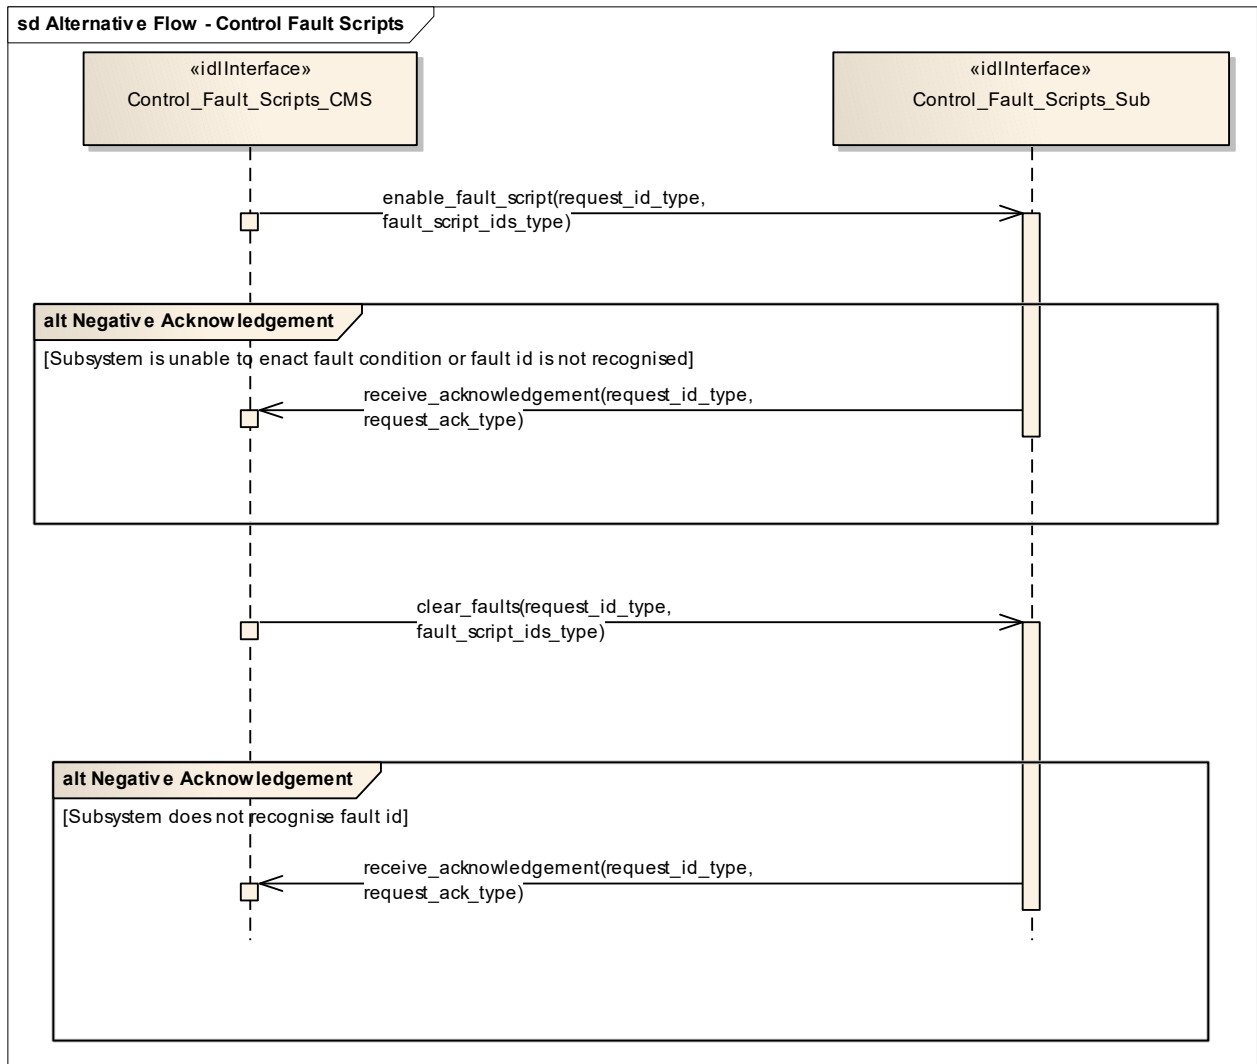 sd Alternative Flow - Control Fault Scripts
«idlInterface»
Control_Fault_Scripts_CMS
«idlInterface»
Control_Fault_Scripts_Sub
enable_fault_script(request_id_type,
fault_script_ids_type)
alt Negative Acknowledgement
[Subsystem is unable to enact fault condition or fault id is not recognised]
receive_acknowledgement(request_id_type,
request_ack_type)
clear_faults(request_id_type,
fault_script_ids_type)
alt Negative Acknowledgement
[Subsystem does not recognise fault id]
receive_acknowledgement(request_id_type,
request_ack_type)